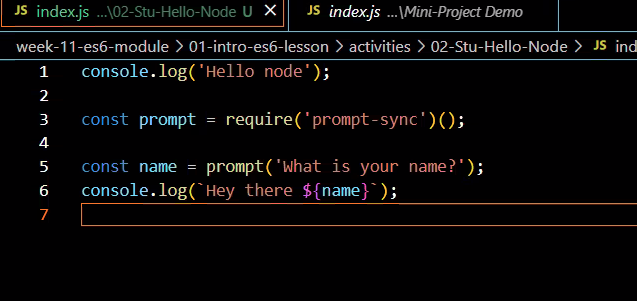 JS index.js ...\02-Stu-Hello-Node U × JS index.js ...\Mini-Project Demo
week-11-es6-module > 01-intro-es6-lesson > activities > 02-Stu-Hello-Node > JS ind
1 console.log('Hello node');
2
3 const prompt = require('prompt-sync')();
4
5 const name = prompt('What is your name?');
6 console.log(`Hey there ${name}`);
7